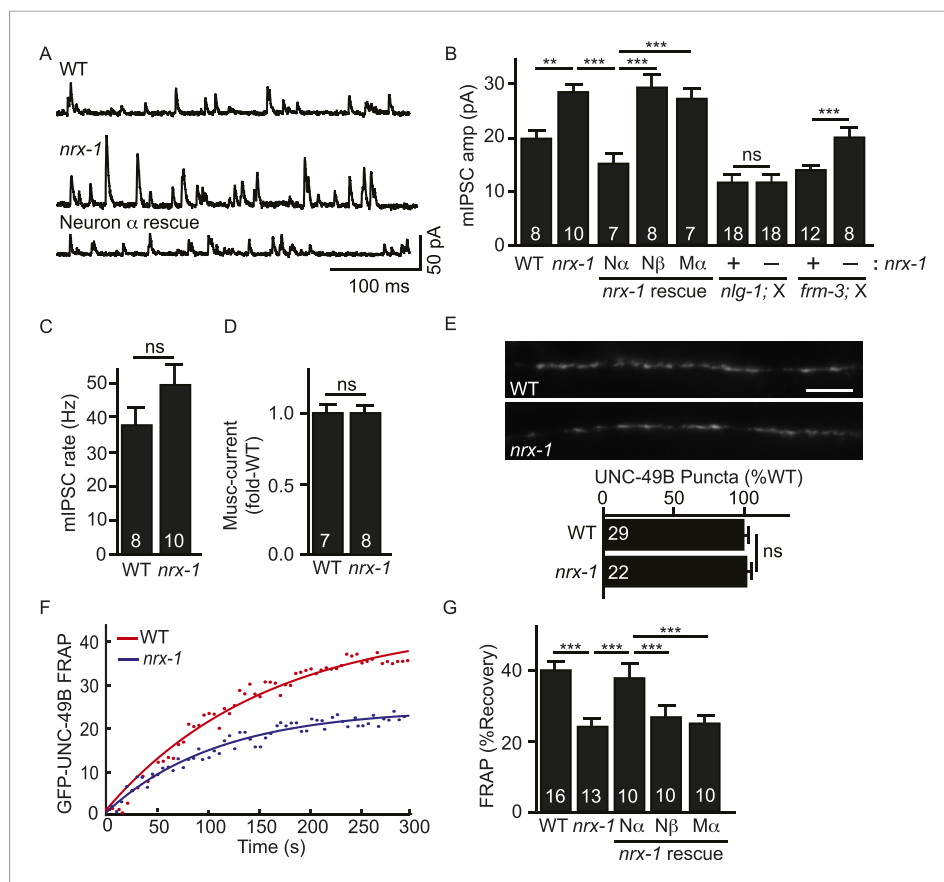 A
WT
nrx-1
Neuron α rescue
50 pA
100 ms
B
mIPSC amp (pA)
30
20
10
0
** *** *** ***
ns
***
8 10 7 8 7 18 18 12 8
WT nrx-1 Nα Nβ Mα + − + − : nrx-1
nrx-1 rescue nlg-1; X frm-3; X
C
mIPSC rate (Hz)
50
40
30
20
10
0
ns
8 10
WT nrx-1
D
Musc-current
(fold-WT)
1.0
0.5
0.0
ns
7 8
WT nrx-1
E
WT
nrx-1
UNC-49B Puncta (%WT)
0 50 100
WT 29
nrx-1 22
ns
F
GFP-UNC-49B FRAP
40
30
20
10
0
WT
nrx-1
0 50 100 150 200 250 300
Time (s)
G
FRAP (%Recovery)
40
20
0
*** *** *** ***
16 13 10 10 10
WT nrx-1 Nα Nβ Mα
nrx-1 rescue